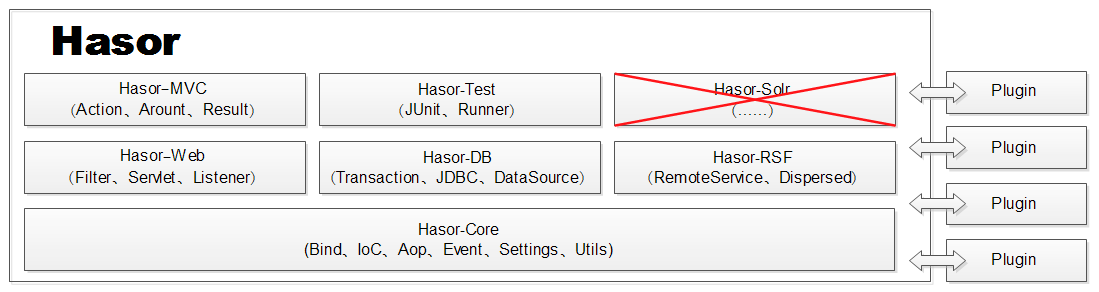 Hasor
Hasor–MVC
(Action、Arount、Result)
Hasor-Test
(JUnit、Runner)
Hasor-Solr
(……)
Plugin
Hasor–Web
(Filter、Servlet、Listener)
Hasor-DB
(Transaction、JDBC、DataSource)
Hasor-RSF
(RemoteService、Dispersed)
Plugin
Plugin
Hasor-Core
(Bind、IoC、Aop、Event、Settings、Utils)
Plugin